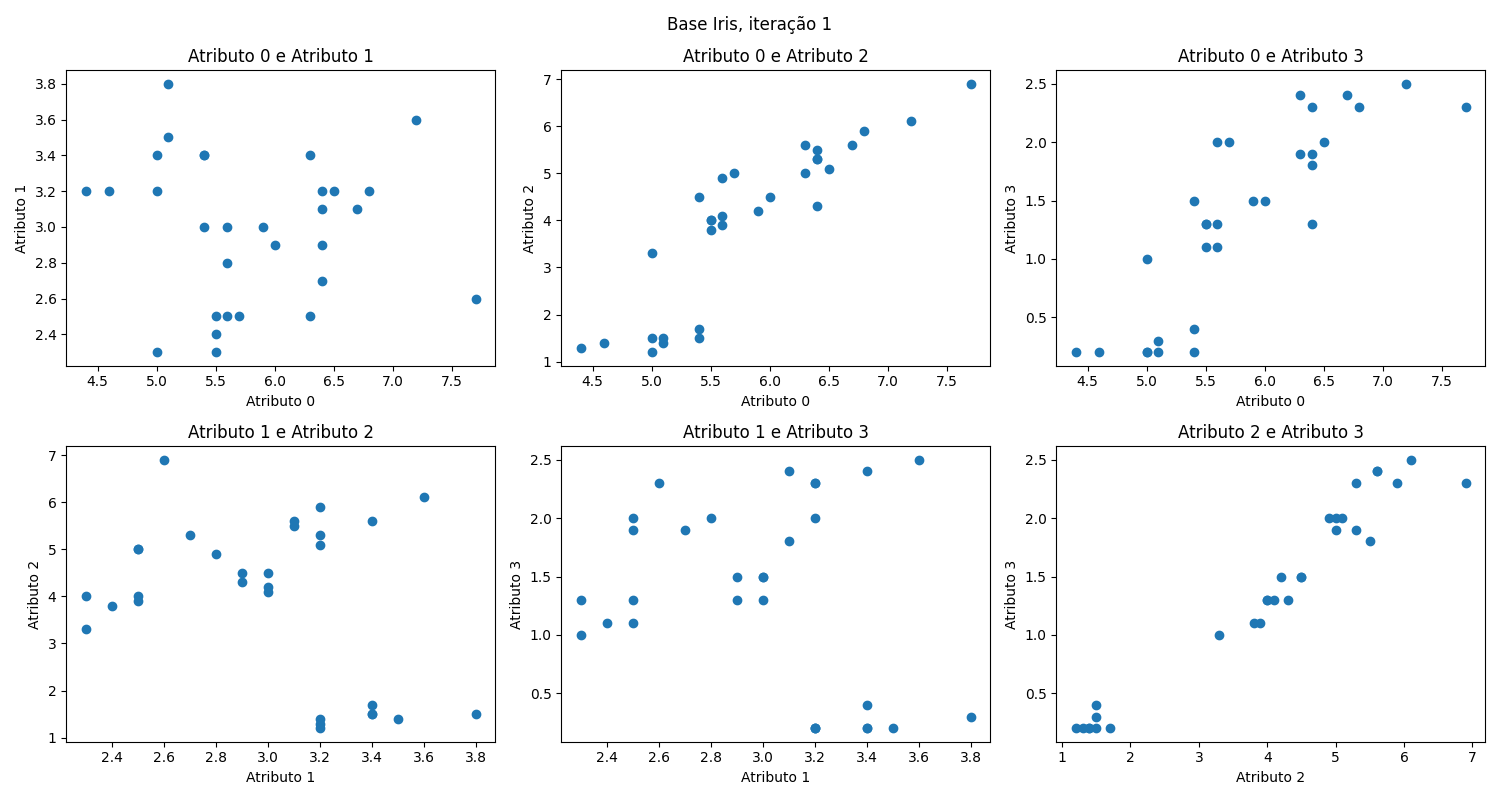 Base Iris, iteração 1
Atributo 0 e Atributo 1
Atributo 1
3.8
3.6
3.4
3.2
3.0
2.8
2.6
2.4
4.5 5.0 5.5 6.0 6.5 7.0 7.5
Atributo 0
Atributo 0 e Atributo 2
Atributo 2
7
6
5
4
3
2
1
4.5 5.0 5.5 6.0 6.5 7.0 7.5
Atributo 0
Atributo 0 e Atributo 3
Atributo 3
2.5
2.0
1.5
1.0
0.5
4.5 5.0 5.5 6.0 6.5 7.0 7.5
Atributo 0
Atributo 1 e Atributo 2
Atributo 2
7
6
5
4
3
2
1
2.4 2.6 2.8 3.0 3.2 3.4 3.6 3.8
Atributo 1
Atributo 1 e Atributo 3
Atributo 3
2.5
2.0
1.5
1.0
0.5
2.4 2.6 2.8 3.0 3.2 3.4 3.6 3.8
Atributo 1
Atributo 2 e Atributo 3
Atributo 3
2.5
2.0
1.5
1.0
0.5
1 2 3 4 5 6 7
Atributo 2